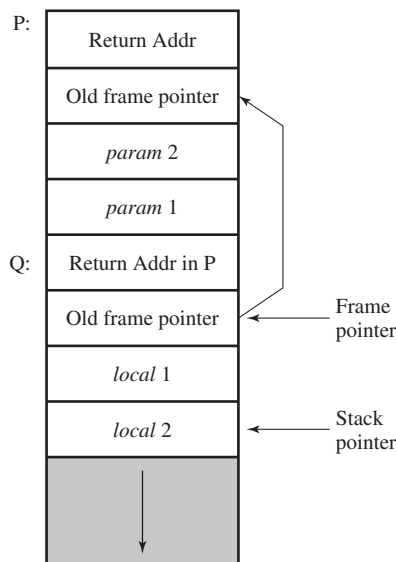 P:
Return Addr
Old frame pointer
param 2
param 1
Q:
Return Addr in P
Old frame pointer
Frame
pointer
local 1
local 2
Stack
pointer